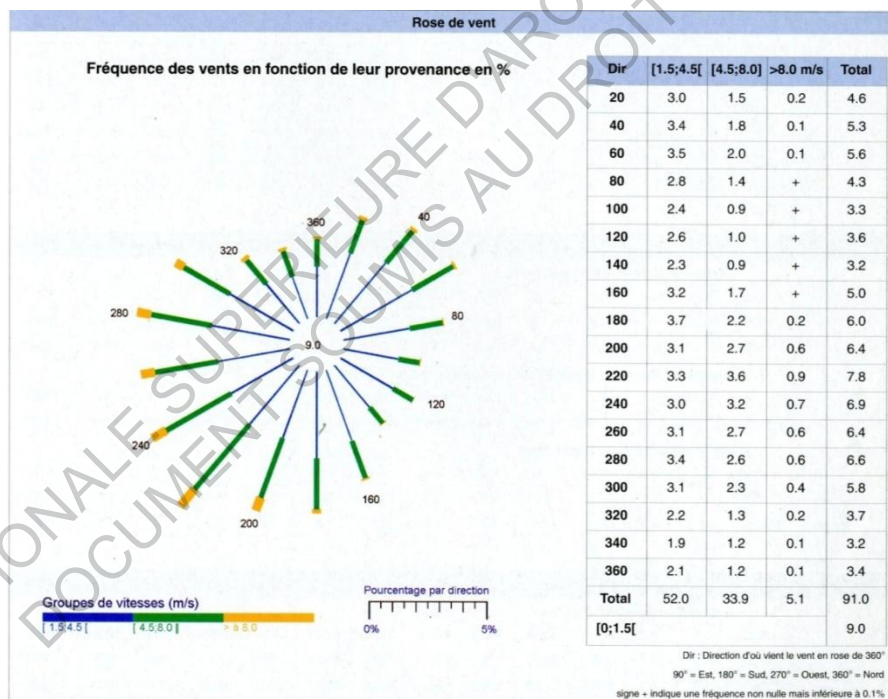 Rose de vent
Fréquence des vents en fonction de leur provenance en %
360
40
80
120
160
200
240
280
320
9.0
Groupes de vitesses (m/s)
[ 1.5;4.5 [ [ 4.5;8.0 ] > à 8.0
Pourcentage par direction
0% 5%
Dir [1.5;4.5[ [4.5;8.0] >8.0 m/s Total
20 3.0 1.5 0.2 4.6
40 3.4 1.8 0.1 5.3
60 3.5 2.0 0.1 5.6
80 2.8 1.4 + 4.3
100 2.4 0.9 + 3.3
120 2.6 1.0 + 3.6
140 2.3 0.9 + 3.2
160 3.2 1.7 + 5.0
180 3.7 2.2 0.2 6.0
200 3.1 2.7 0.6 6.4
220 3.3 3.6 0.9 7.8
240 3.0 3.2 0.7 6.9
260 3.1 2.7 0.6 6.4
280 3.4 2.6 0.6 6.6
300 3.1 2.3 0.4 5.8
320 2.2 1.3 0.2 3.7
340 1.9 1.2 0.1 3.2
360 2.1 1.2 0.1 3.4
Total 52.0 33.9 5.1 91.0
[0;1.5[ 9.0
Dir : Direction d'où vient le vent en rose de 360°
90° = Est, 180° = Sud, 270° = Ouest, 360° = Nord
signe + indique une fréquence non nulle mais inférieure à 0.1%
IONALE SUPERIEURE D'ARC
DOCUMENT SOUMIS AU DROIT